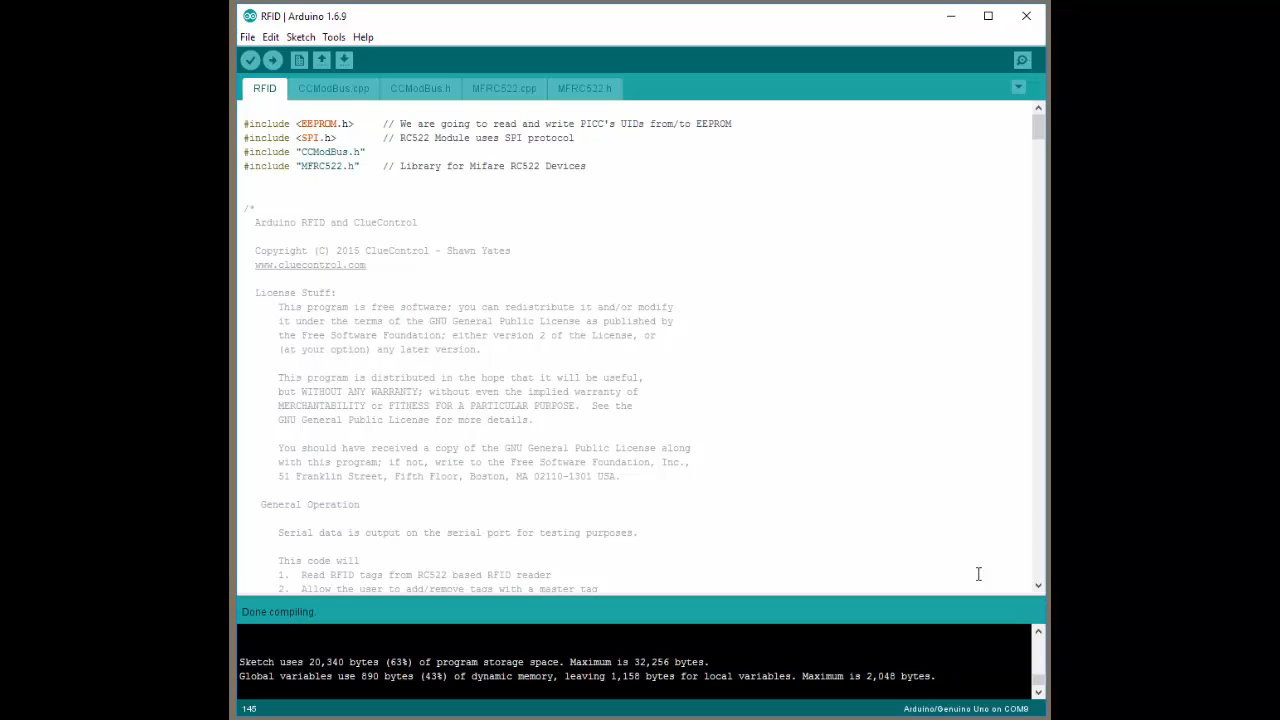 RFID | Arduino 1.6.9
File Edit Sketch Tools Help
RFID CCModBus.cpp CCModBus.h MFRC522.cpp MFRC522.h
#include <EEPROM.h> // We are going to read and write PICC's UIDs from/to EEPROM
#include <SPI.h> // RC522 Module uses SPI protocol
#include "CCModBus.h"
#include "MFRC522.h" // Library for Mifare RC522 Devices
/*
Arduino RFID and ClueControl
Copyright (C) 2015 ClueControl - Shawn Yates
www.cluecontrol.com
License Stuff:
This program is free software; you can redistribute it and/or modify
it under the terms of the GNU General Public License as published by
the Free Software Foundation; either version 2 of the License, or
(at your option) any later version.
This program is distributed in the hope that it will be useful,
but WITHOUT ANY WARRANTY; without even the implied warranty of
MERCHANTABILITY or FITNESS FOR A PARTICULAR PURPOSE. See the
GNU General Public License for more details.
You should have received a copy of the GNU General Public License along
with this program; if not, write to the Free Software Foundation, Inc.,
51 Franklin Street, Fifth Floor, Boston, MA 02110-1301 USA.
General Operation
Serial data is output on the serial port for testing purposes.
This code will
1. Read RFID tags from RC522 based RFID reader
2. Allow the user to add/remove tags with a master tag
Done compiling.
Sketch uses 20,340 bytes (63%) of program storage space. Maximum is 32,256 bytes.
Global variables use 890 bytes (43%) of dynamic memory, leaving 1,158 bytes for local variables. Maximum is 2,048 bytes.
145 Arduino/Genuino Uno on COM9